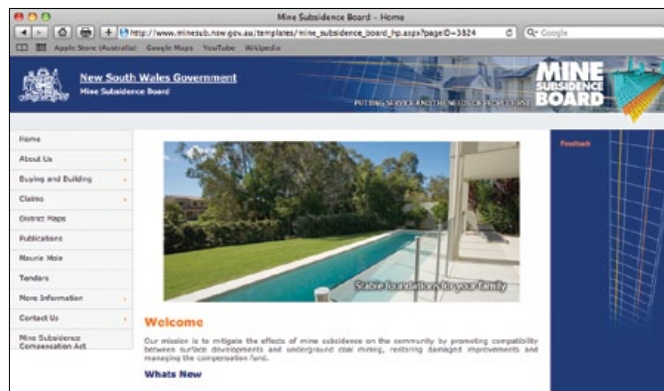 Mine Subsidence Board – Home
http://www.minesub.nsw.gov.au/templates/mine_subsidence_board_hp.aspx?pageID=3824
Google
Apple Store (Australia) Google Maps YouTube Wikipedia
New South Wales Government
Mine Subsidence Board
PUTTING SERVICE AND THE NEEDS OF PEOPLE FIRST
MINE
SUBSIDENCE
BOARD
Home
About Us
Buying and Building
Claims
District Maps
Publications
Mourie Mole
Tenders
More Information
Contact Us
Mine Subsidence
Compensation Act
Feedback
Stable foundations for your family
Welcome
Our mission is to mitigate the effects of mine subsidence on the community by promoting compatibility
between surface developments and underground coal mining, restoring damaged improvements and
managing the compensation fund.
Whats New